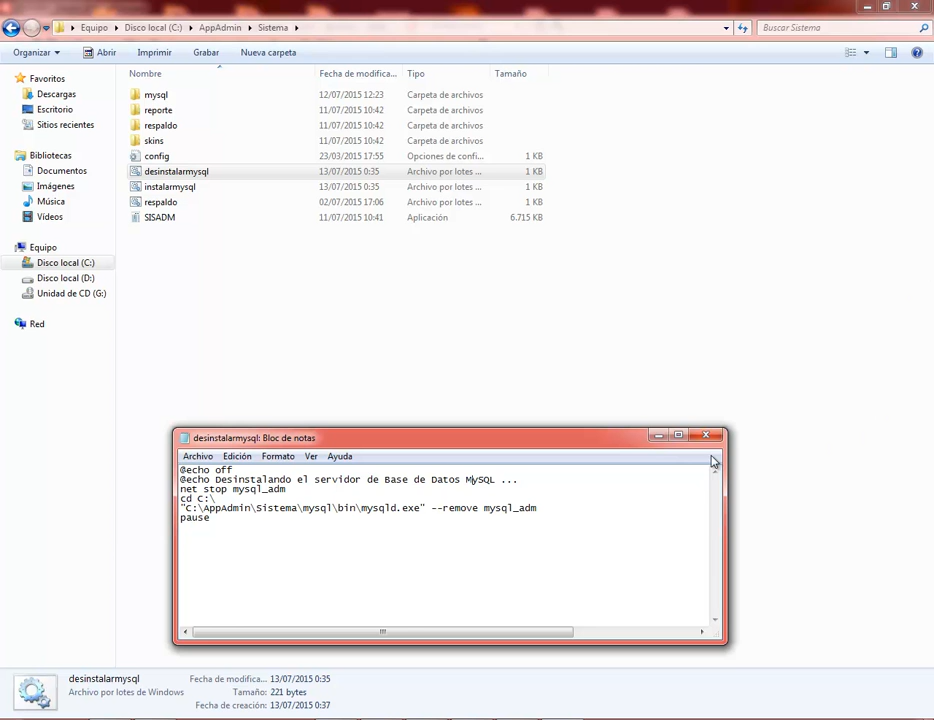 Equipo ▸ Disco local (C:) ▸ AppAdmin ▸ Sistema ▸
Buscar Sistema
Organizar ▾ Abrir Imprimir Grabar Nueva carpeta
Nombre Fecha de modifica... Tipo Tamaño
Favoritos
Descargas
Escritorio
Sitios recientes
Bibliotecas
Documentos
Imágenes
Música
Vídeos
Equipo
Disco local (C:)
Disco local (D:)
Unidad de CD (G:)
Red
mysql 12/07/2015 12:23 Carpeta de archivos
reporte 11/07/2015 10:42 Carpeta de archivos
respaldo 11/07/2015 10:42 Carpeta de archivos
skins 11/07/2015 10:42 Carpeta de archivos
config 23/03/2015 17:55 Opciones de confi... 1 KB
desinstalarmysql 13/07/2015 0:35 Archivo por lotes ... 1 KB
instalarmysql 13/07/2015 0:35 Archivo por lotes ... 1 KB
respaldo 02/07/2015 17:06 Archivo por lotes ... 1 KB
SISADM 11/07/2015 10:41 Aplicación 6.715 KB
desinstalarmysql: Bloc de notas
Archivo Edición Formato Ver Ayuda
@echo off
@echo Desinstalando el servidor de Base de Datos MySQL ...
net stop mysql_adm
cd C:\
"C:\AppAdmin\Sistema\mysql\bin\mysqld.exe" --remove mysql_adm
pause
desinstalarmysql Fecha de modifica... 13/07/2015 0:35
Archivo por lotes de Windows Tamaño: 221 bytes
Fecha de creación: 13/07/2015 0:37